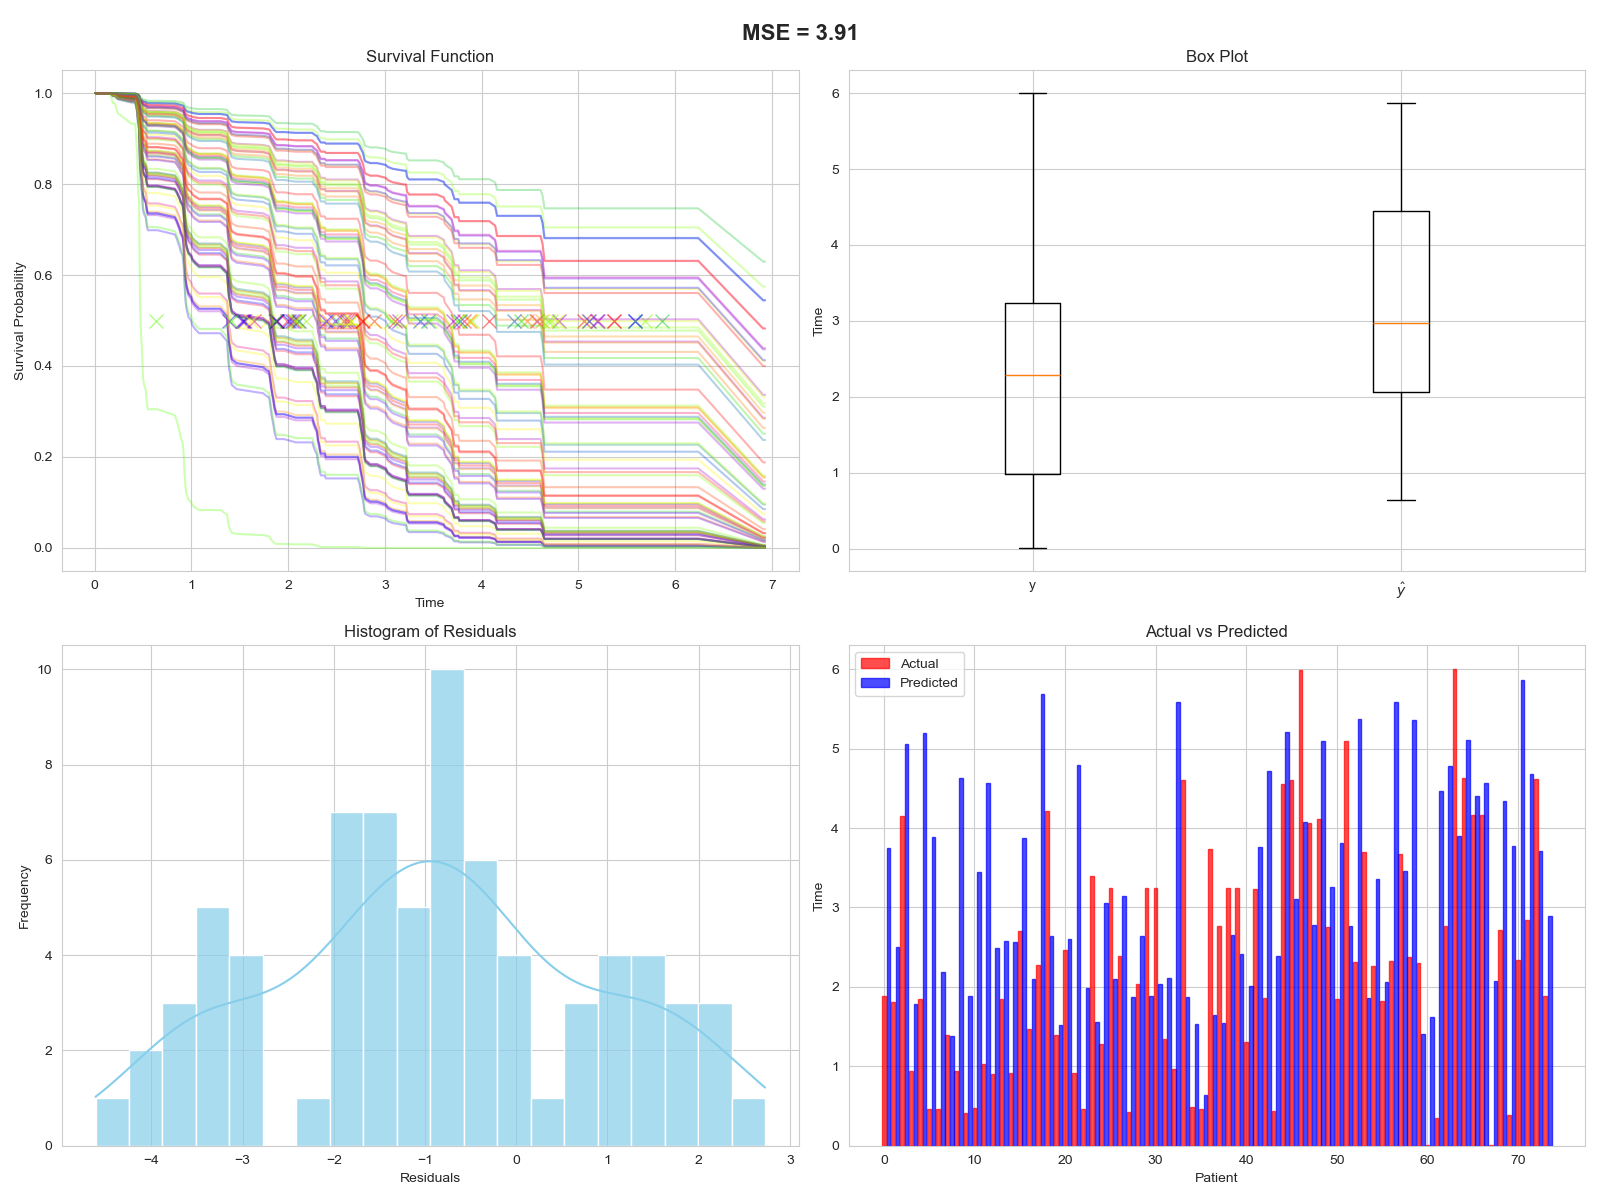 MSE = 3.91
Survival Function
Survival Probability
1.0
0.8
0.6
0.4
0.2
0.0
0 1 2 3 4 5 6 7
Time
Box Plot
Time
6
5
4
3
2
1
0
y ŷ
Histogram of Residuals
Frequency
10
8
6
4
2
0
−4 −3 −2 −1 0 1 2 3
Residuals
Actual vs Predicted
Actual
Predicted
Time
6
5
4
3
2
1
0
0 10 20 30 40 50 60 70
Patient